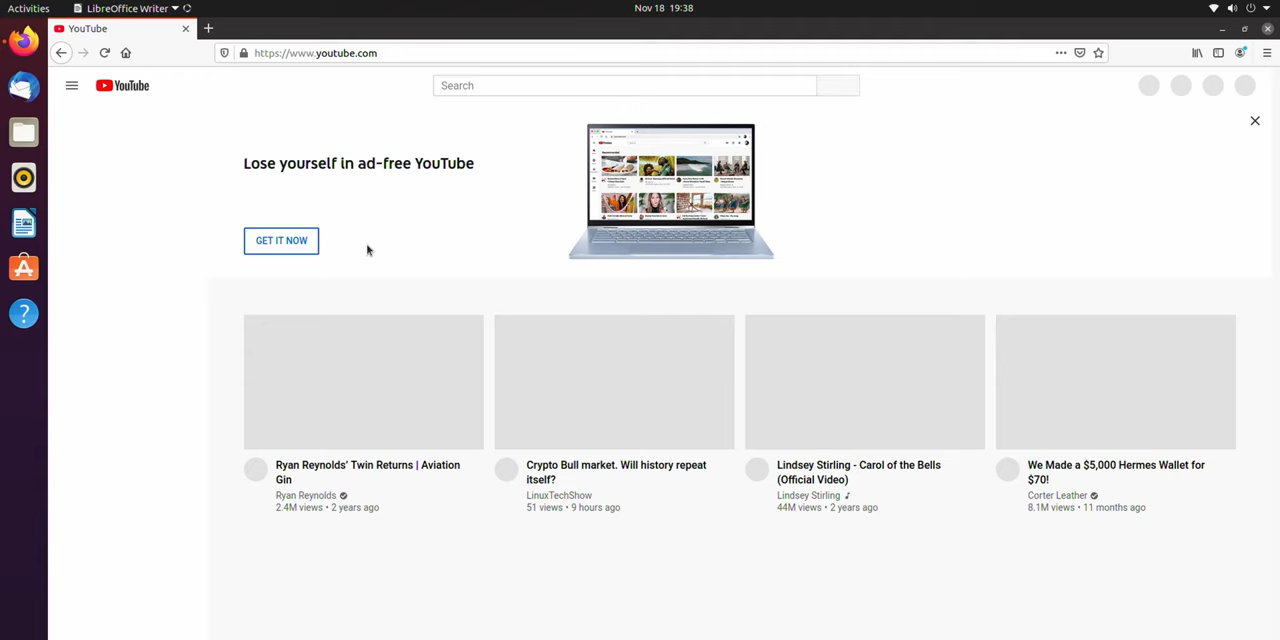 Activities
LibreOffice Writer
Nov 18 19:38
YouTube
https://www.youtube.com
YouTube
Search
Lose yourself in ad-free YouTube
GET IT NOW
Ryan Reynolds' Twin Returns | Aviation
Gin
Ryan Reynolds
2.4M views • 2 years ago
Crypto Bull market. Will history repeat
itself?
LinuxTechShow
51 views • 9 hours ago
Lindsey Stirling - Carol of the Bells
(Official Video)
Lindsey Stirling
44M views • 2 years ago
We Made a $5,000 Hermes Wallet for
$70!
Corter Leather
8.1M views • 11 months ago